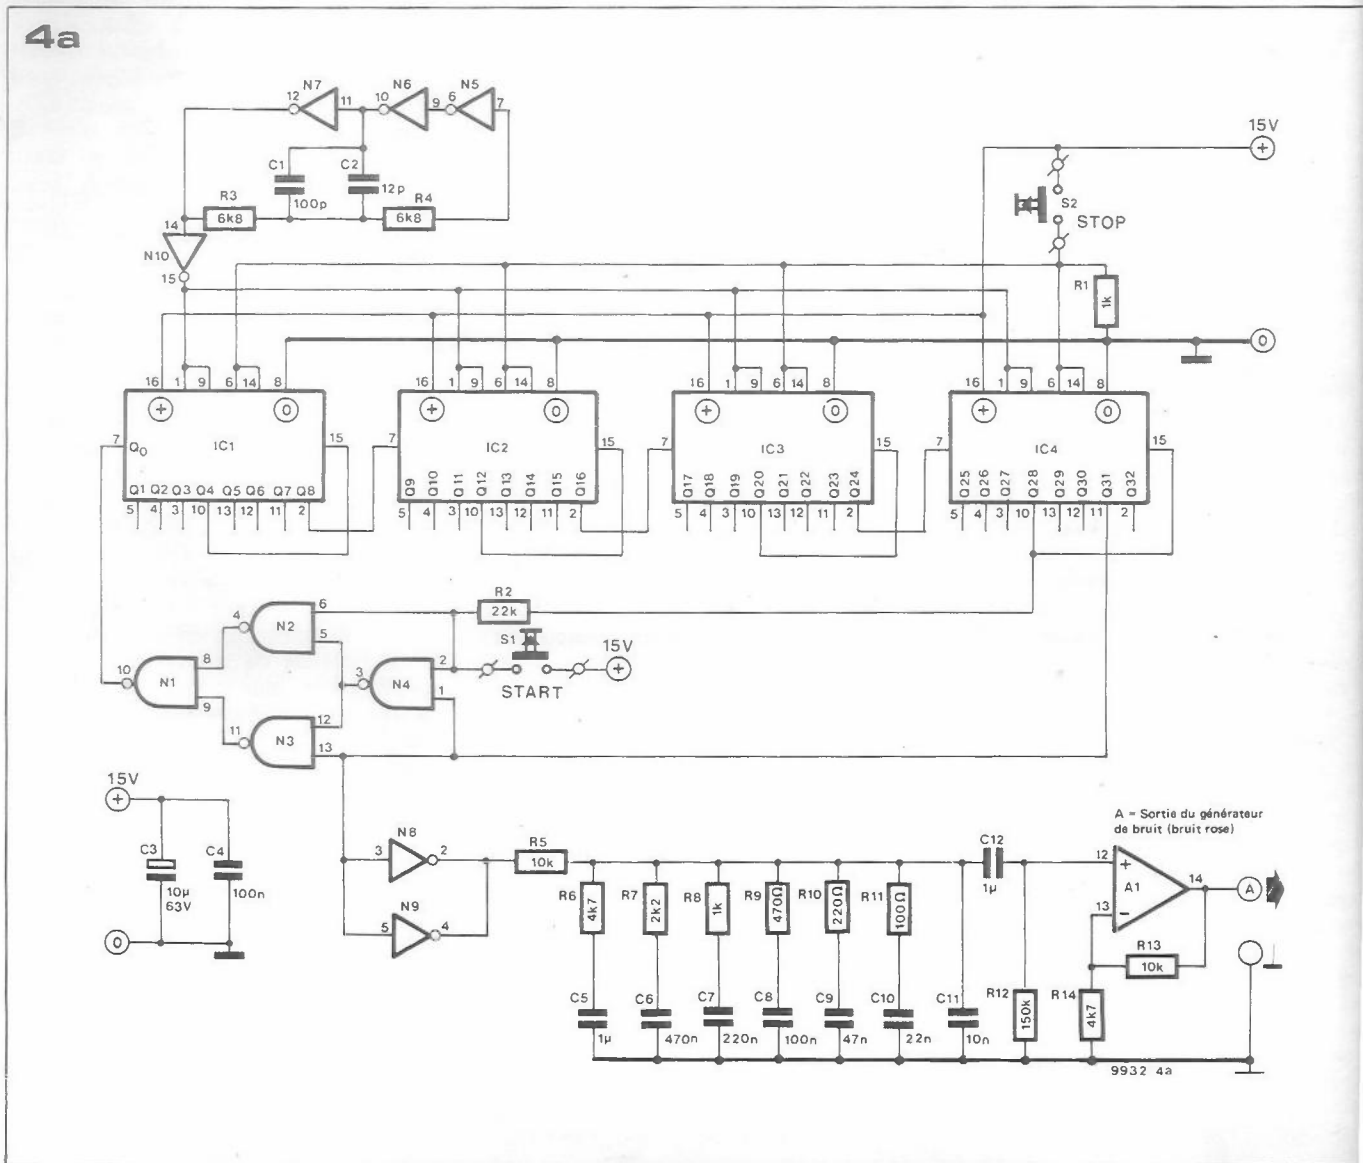 4a
N7 N6 N5
12 11 10 9 6 7
C1 C2
100p 12p
R3 R4
6k8 6k8
14
N10
15
15V
+
S2
STOP
R1
1k
0
16 1 9 6 14 8
16 1 9 6 14 8
16 1 9 6 14 8
16 1 9 6 14 8
+ 0 + 0 + 0 + 0
7 Q0 IC1 15
7 IC2 15
7 IC3 15
7 IC4 15
Q1 Q2 Q3 Q4 Q5 Q6 Q7 Q8
Q9 Q10 Q11 Q12 Q13 Q14 Q15 Q16
Q17 Q18 Q19 Q20 Q21 Q22 Q23 Q24
Q25 Q26 Q27 Q28 Q29 Q30 Q31 Q32
5 4 3 10 13 12 11 2
5 4 3 10 13 12 11 2
5 4 3 10 13 12 11 2
5 4 3 10 13 12 11 2
R2
22k
S1
START
15V
+
4 N2 6 5
10 N1 8 9
3 N4 2 1
11 N3 12 13
15V
+
C3 C4
10µ
63V
100n
0
3 N8 2
5 N9 4
R5
10k
R6 R7 R8 R9 R10 R11
4k7 2k2 1k 470Ω 220Ω 100Ω
C5 C6 C7 C8 C9 C10 C11
1µ 470n 220n 100n 47n 22n 10n
C12
1µ
R12
150k
R14
4k7
R13
10k
12 + A1 14
13 −
A = Sortie du générateur
de bruit (bruit rose)
A
9932 4a